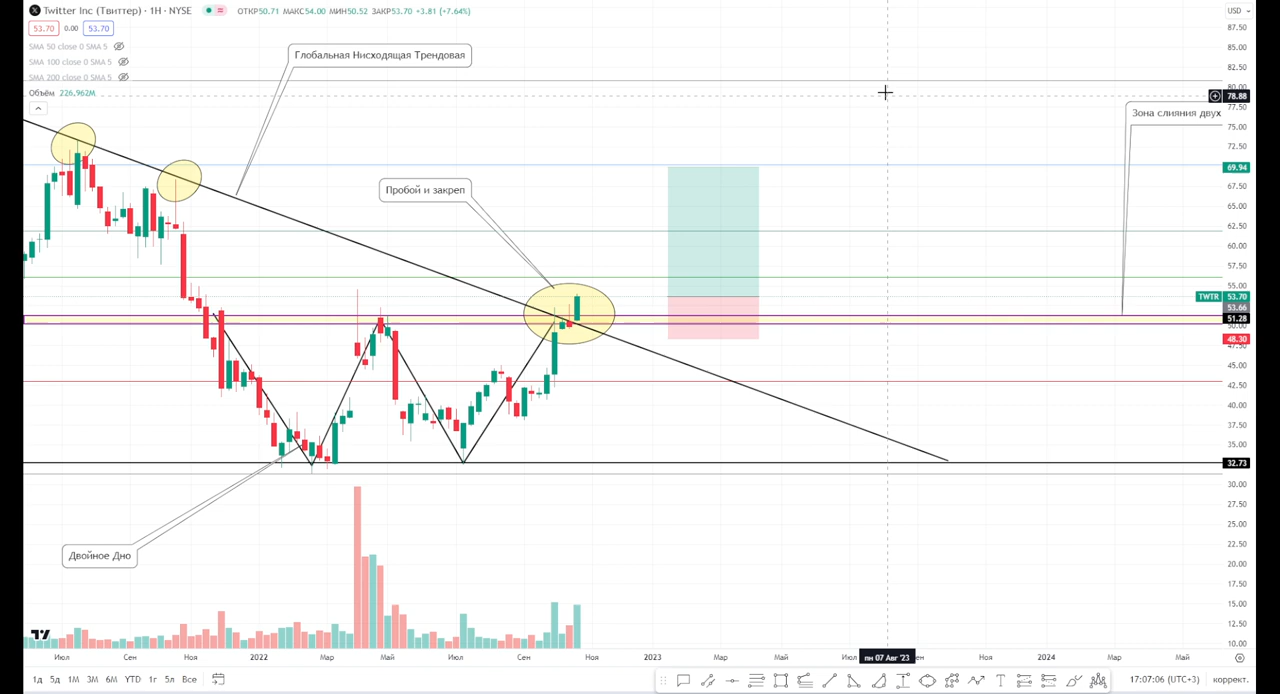 Twitter Inc (Твиттер) · 1Н · NYSE
ОТКР50.71 МАКС54.00 МИН50.52 ЗАКР53.70 +3.81 (+7.64%)
USD
53.70 0.00 53.70
SMA 50 close 0 SMA 5
SMA 100 close 0 SMA 5
SMA 200 close 0 SMA 5
Объём 226,962M
Глобальная Нисходящая Трендовая
Зона слияния двух
Пробой и закреп
Двойное Дно
87.50
85.00
82.50
80.00
78.88
77.50
75.00
72.50
69.94
67.50
65.00
62.50
60.00
57.50
55.00
TWTR 53.70
53.66
51.28
50.00
48.30
47.50
45.00
42.50
40.00
37.50
35.00
32.73
30.00
27.50
25.00
22.50
20.00
17.50
15.00
12.50
10.00
Июл Сен Ноя 2022 Мар Май Июл Сен Ноя 2023 Мар Май Июл пн 07 Авг '23 ен Ноя 2024 Мар Май
1д 5д 1М 3М 6М YTD 1г 5л Все
T
17:07:06 (UTC+3) коррект.